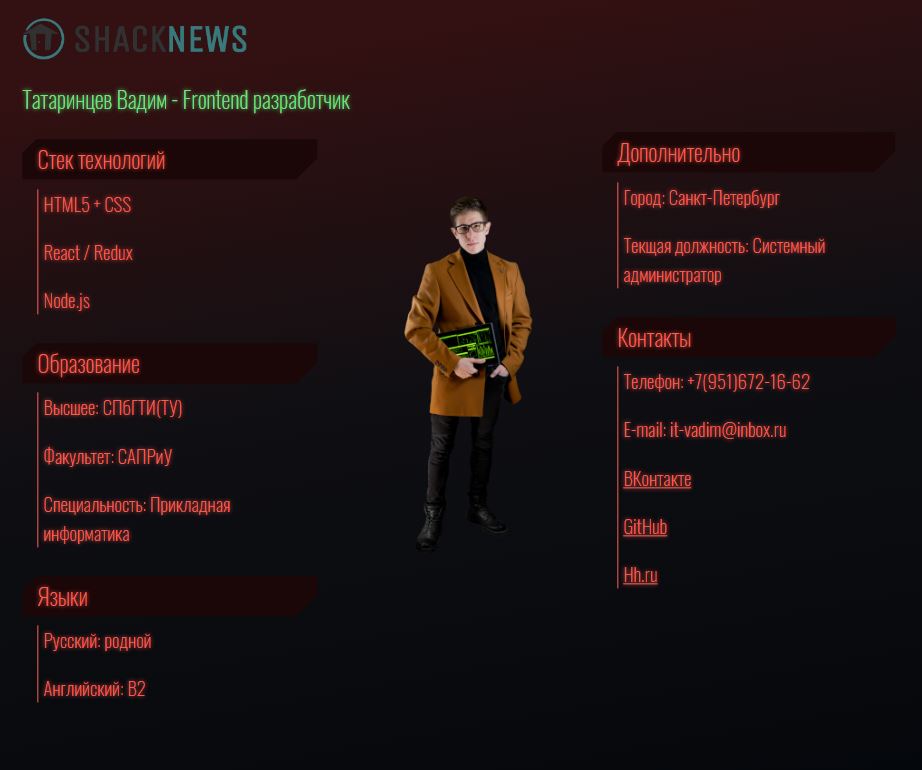 SHACKNEWS
Татаринцев Вадим - Frontend разработчик
Стек технологий
HTML5 + CSS
React / Redux
Node.js
Образование
Высшее: СПбГТИ(ТУ)
Факультет: САПРиУ
Специальность: Прикладная
информатика
Языки
Русский: родной
Английский: B2
Дополнительно
Город: Санкт-Петербург
Текщая должность: Системный
администратор
Контакты
Телефон: +7(951)672-16-62
E-mail: it-vadim@inbox.ru
ВКонтакте
GitHub
Hh.ru